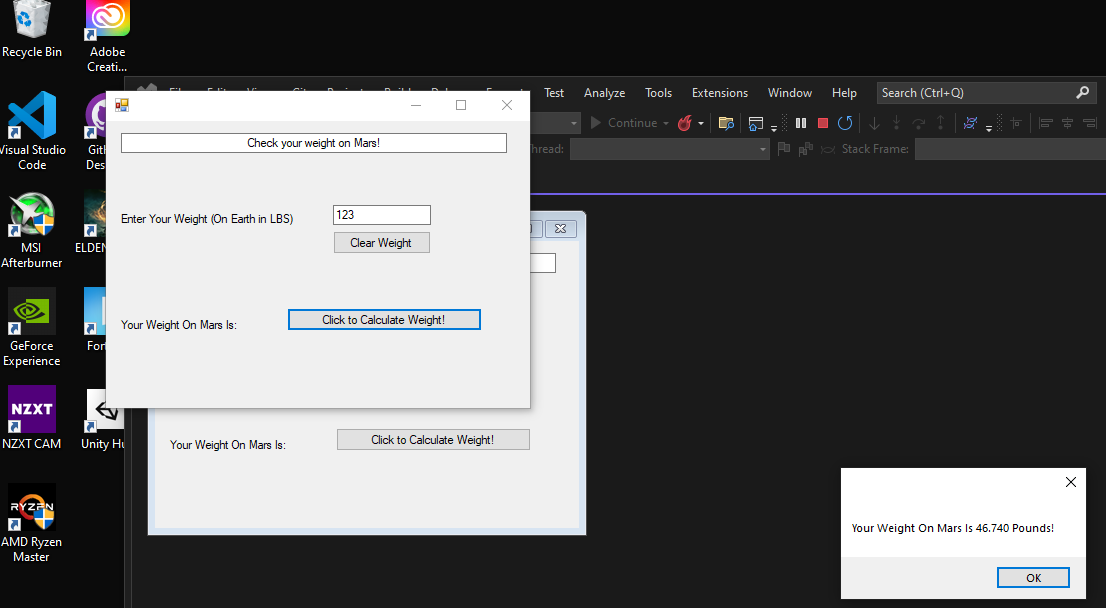 Recycle Bin
Adobe
Creati...
Visual Studio
Code
MSI
Afterburner
GeForce
Experience
NVIDIA
NZXT
NZXT CAM
RYZEN
AMD Ryzen
Master
Test Analyze Tools Extensions Window Help Search (Ctrl+Q)
Continue
Stack Frame:
Check your weight on Mars!
Enter Your Weight (On Earth in LBS) 123
Clear Weight
Your Weight On Mars Is: Click to Calculate Weight!
Your Weight On Mars Is: Click to Calculate Weight!
Your Weight On Mars Is 46.740 Pounds!
OK